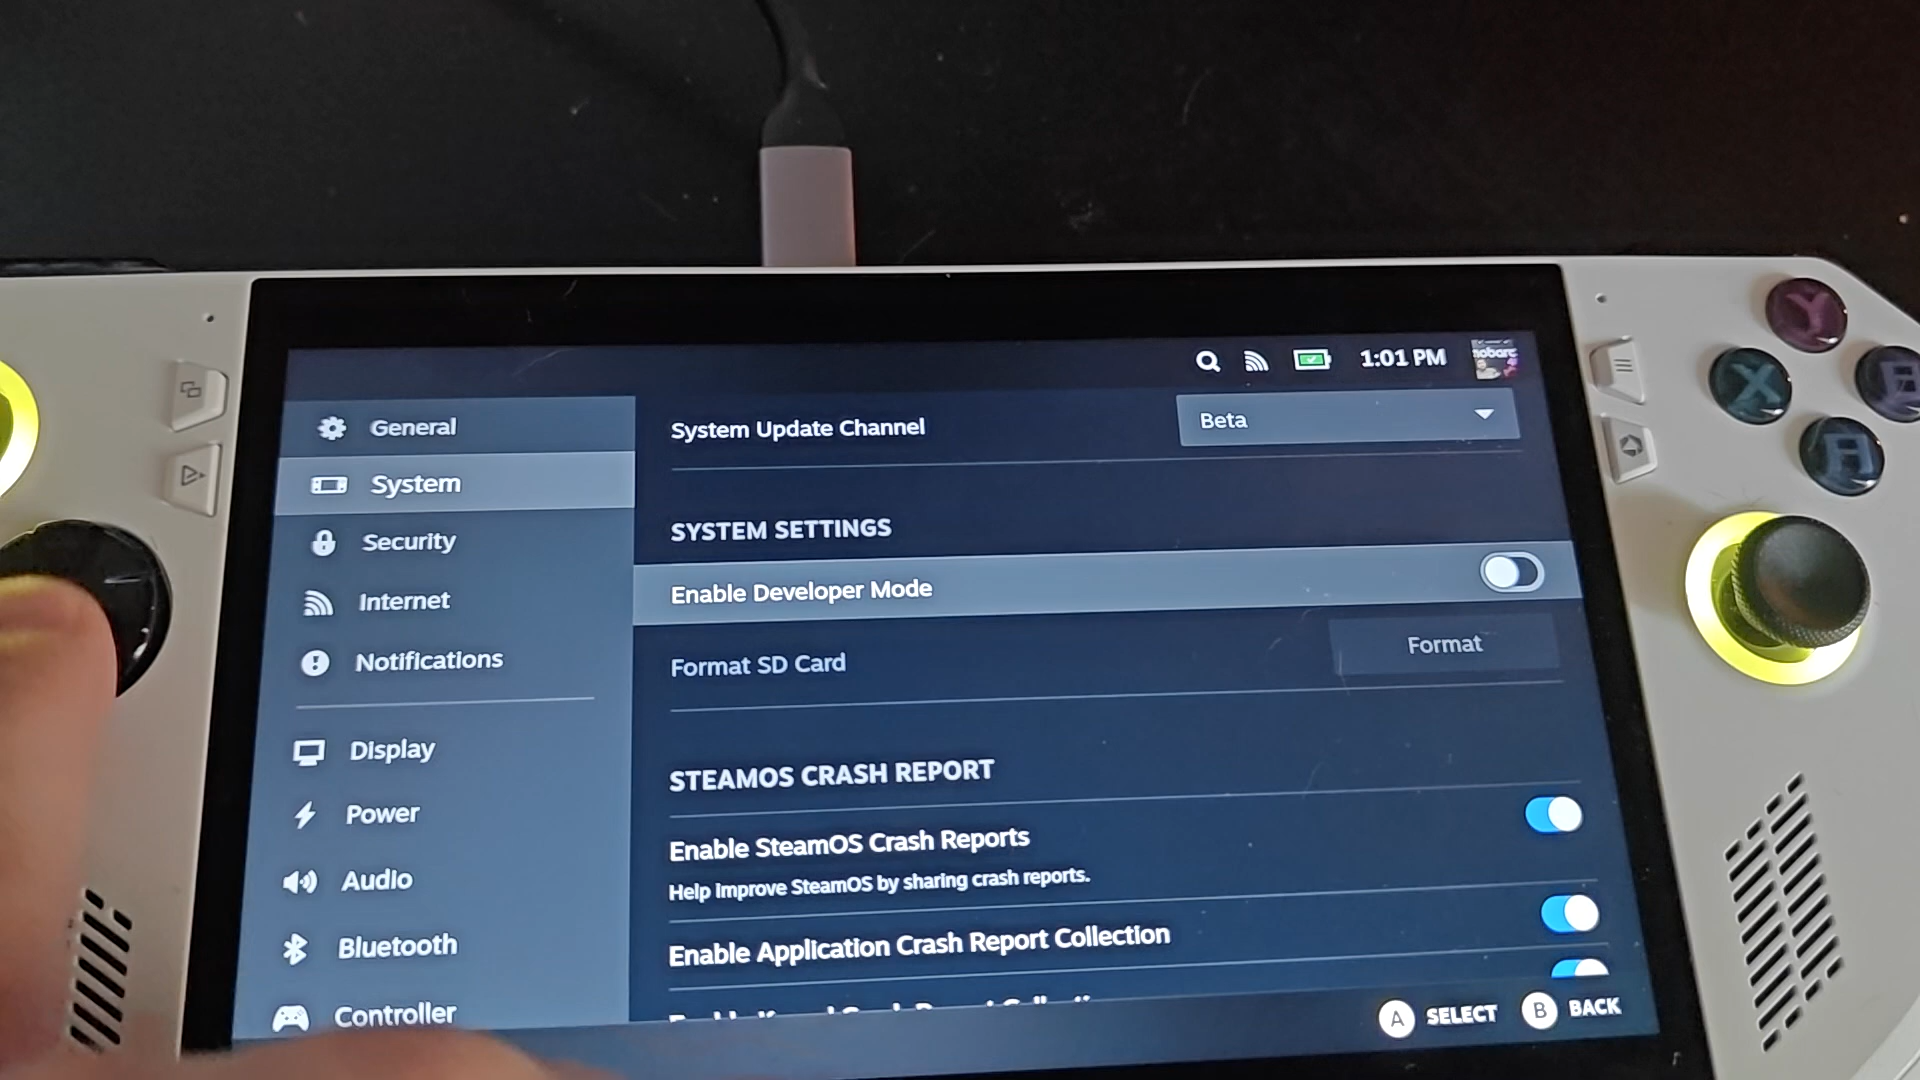 1:01 PM
General
System
Security
Internet
Notifications
Display
Power
Audio
Bluetooth
Controller
System Update Channel
Beta
SYSTEM SETTINGS
Enable Developer Mode
Format SD Card
Format
STEAMOS CRASH REPORT
Enable SteamOS Crash Reports
Help improve SteamOS by sharing crash reports.
Enable Application Crash Report Collection
A SELECT B BACK
Y
X
B
A